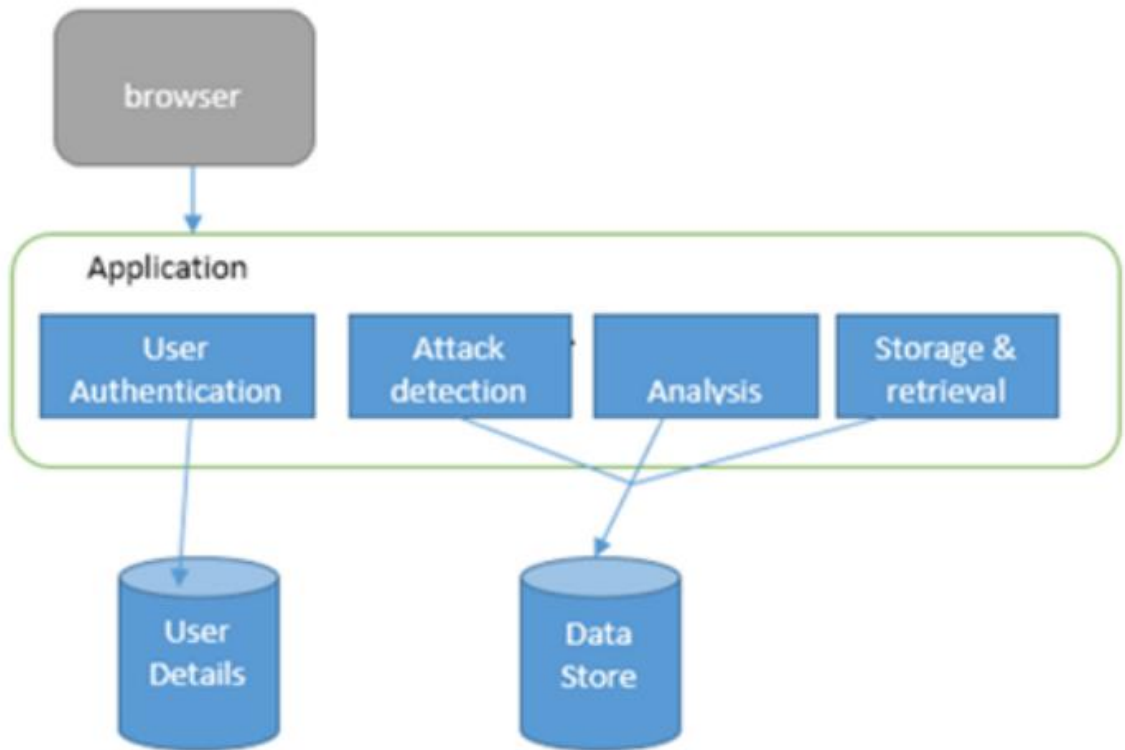 browser
Application
User
Authentication
Attack
detection
Analysis
Storage &
retrieval
User
Details
Data
Store